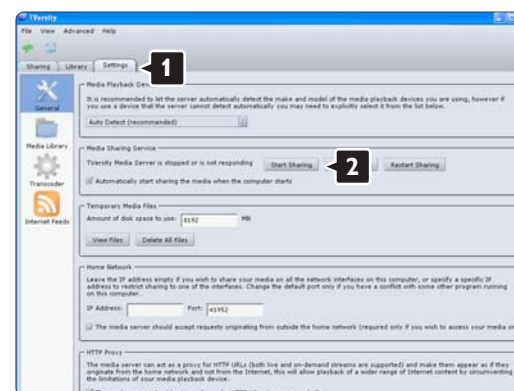 TVersity
File View Advanced Help
Sharing Library Settings
1
General
Media Library
Transcoder
Internet Feeds
Media Playback Dev
It is recommended to let the server automatically detect the make and model of the media playback devices you are using, however if
you use a device that the server cannot detect automatically you may need to explicitly select it from the list below.
Auto Detect (recommended)
Media Sharing Service
TVersity Media Server is stopped or is not responding Start Sharing Restart Sharing
2
Automatically start sharing the media when the computer starts
Temporary Media Files
Amount of disk space to use: 8192 MB
View Files Delete All Files
Home Network
Leave the IP address empty if you wish to share your media on all the network interfaces on this computer, or specify a specific IP
address to restrict sharing to one of the interfaces. Change the default port only if you have a conflict with some other program running
on this computer.
IP Address: Port: 41952
The media server should accept requests originating from outside the home network (required only if you wish to access your media on
HTTP Proxy
The media server can act as a proxy for HTTP URLs (both live and on-demand streams are supported) and make them appear as if they
originate from the home network and not from the Internet, this will allow playback of a wider range of Internet content by circumventing
the limitations of your media playback device.